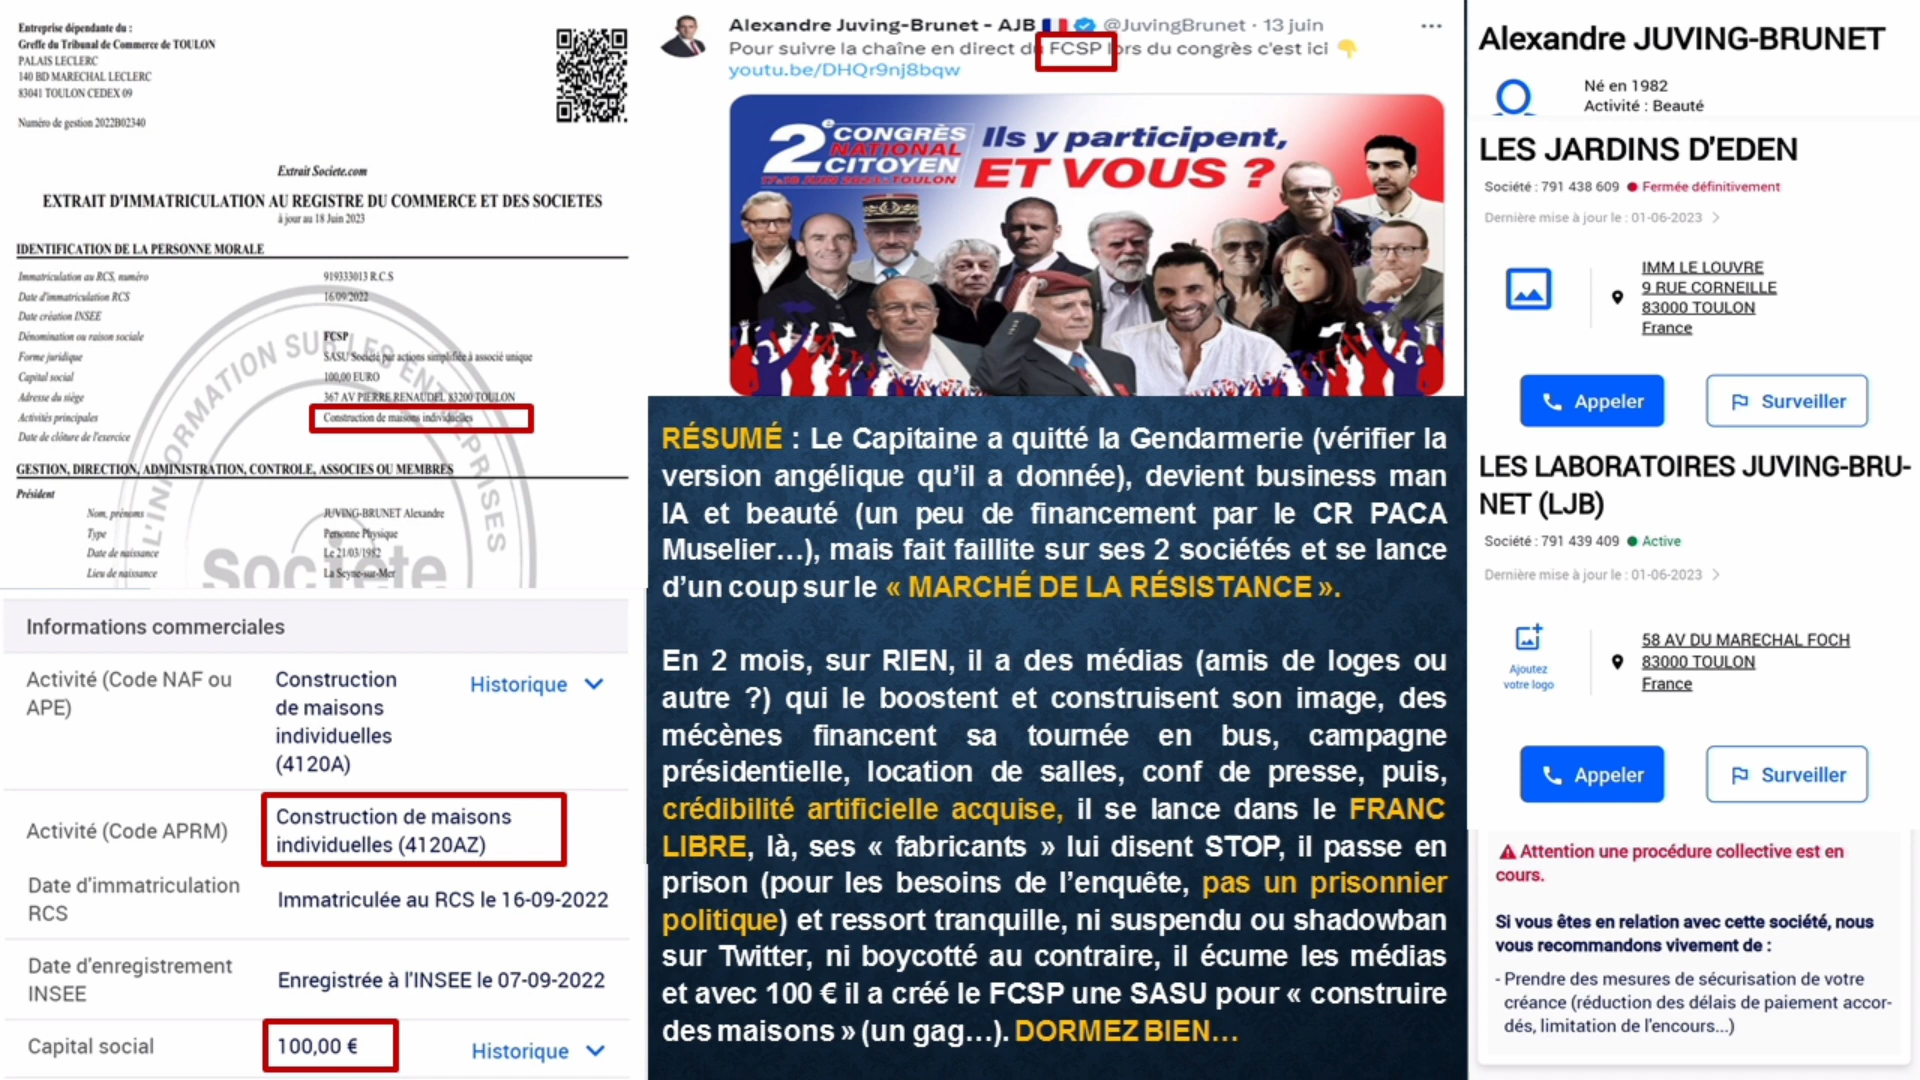 Entreprise dépendante du :
Greffe du Tribunal de Commerce de TOULON
PALAIS LECLERC
140 BD MARECHAL LECLERC
83041 TOULON CEDEX 09
Numéro de gestion 2022B02340
Extrait Societe.com
EXTRAIT D'IMMATRICULATION AU REGISTRE DU COMMERCE ET DES SOCIETES
à jour au 18 Juin 2023
IDENTIFICATION DE LA PERSONNE MORALE
Immatriculation au RCS, numéro 919333013 R.C.S
Date d'immatriculation RCS 16/09/2022
Date création INSEE
Dénomination ou raison sociale FCSP
Forme juridique SASU Société par actions simplifiée à associé unique
Capital social 100,00 EURO
Adresse du siège 367 AV PIERRE RENAUDEL 83200 TOULON
Activités principales Construction de maisons individuelles
Date de clôture de l'exercice
GESTION, DIRECTION, ADMINISTRATION, CONTROLE, ASSOCIES OU MEMBRES
Président
Nom, prénoms JUVING-BRUNET Alexandre
Type Personne Physique
Date de naissance Le 21/03/1982
Lieu de naissance La Seyne-sur-Mer
L'INFORMATION SUR LES ENTREPRISES
Societe
Informations commerciales
Activité (Code NAF ou APE)
Construction
de maisons
individuelles
(4120A)
Historique
Activité (Code APRM)
Construction de maisons
individuelles (4120AZ)
Date d'immatriculation
RCS
Immatriculée au RCS le 16-09-2022
Date d'enregistrement
INSEE
Enregistrée à l'INSEE le 07-09-2022
Capital social
100,00 €
Historique
Alexandre Juving-Brunet - AJB @JuvingBrunet · 13 juin
Pour suivre la chaîne en direct du FCSP lors du congrès c'est ici
youtu.be/DHQr9nj8bqw
2e CONGRÈS
NATIONAL
CITOYEN
Ils y participent,
ET VOUS ?
RÉSUMÉ : Le Capitaine a quitté la Gendarmerie (vérifier la
version angélique qu'il a donnée), devient business man
IA et beauté (un peu de financement par le CR PACA
Muselier…), mais fait faillite sur ses 2 sociétés et se lance
d'un coup sur le « MARCHÉ DE LA RÉSISTANCE ».
En 2 mois, sur RIEN, il a des médias (amis de loges ou
autre ?) qui le boostent et construisent son image, des
mécènes financent sa tournée en bus, campagne
présidentielle, location de salles, conf de presse, puis,
crédibilité artificielle acquise, il se lance dans le FRANC
LIBRE, là, ses « fabricants » lui disent STOP, il passe en
prison (pour les besoins de l'enquête, pas un prisonnier
politique) et ressort tranquille, ni suspendu ou shadowban
sur Twitter, ni boycotté au contraire, il écume les médias
et avec 100 € il a créé le FCSP une SASU pour « construire
des maisons » (un gag…). DORMEZ BIEN…
Alexandre JUVING-BRUNET
Né en 1982
Activité : Beauté
LES JARDINS D'EDEN
Société : 791 438 609 Fermée définitivement
Dernière mise à jour le : 01-06-2023
IMM LE LOUVRE
9 RUE CORNEILLE
83000 TOULON
France
Appeler
Surveiller
LES LABORATOIRES JUVING-BRU-
NET (LJB)
Société : 791 439 409 Active
Dernière mise à jour le : 01-06-2023
Ajoutez
votre logo
58 AV DU MARECHAL FOCH
83000 TOULON
France
Appeler
Surveiller
Attention une procédure collective est en
cours.
Si vous êtes en relation avec cette société, nous
vous recommandons vivement de :
- Prendre des mesures de sécurisation de votre
créance (réduction des délais de paiement accor-
dés, limitation de l'encours...)